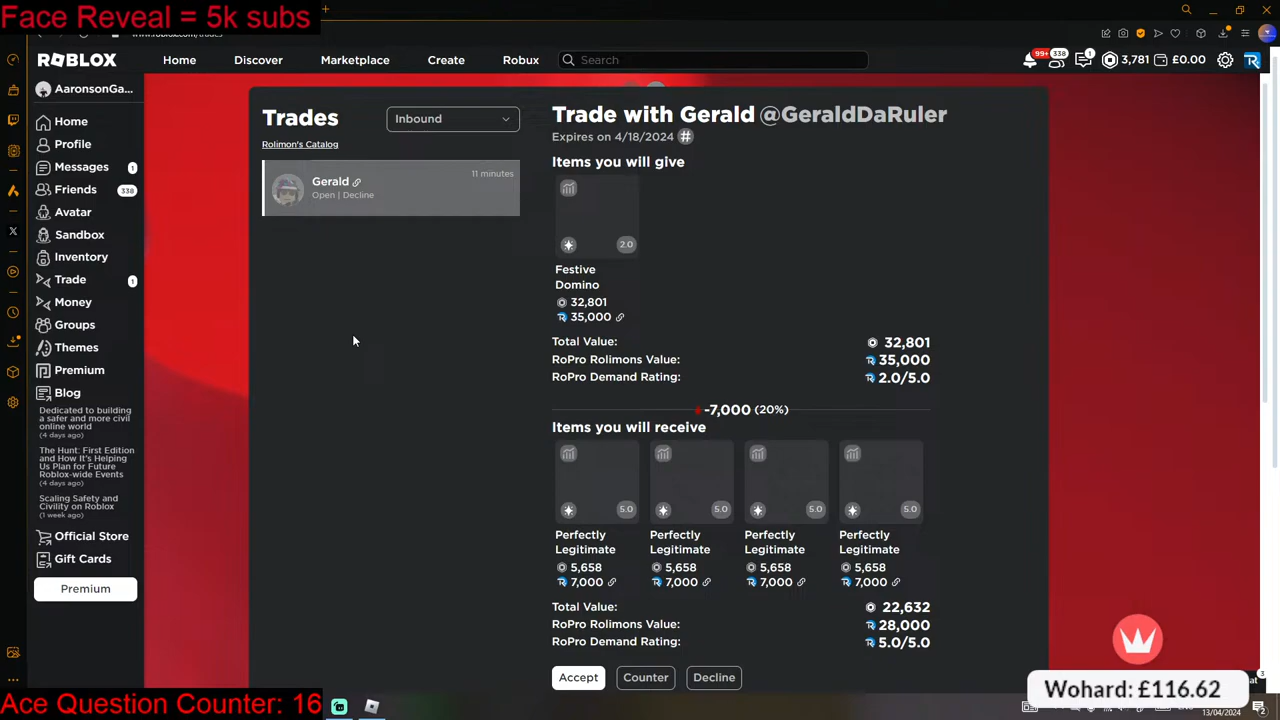 Face Reveal = 5k subs
www.roblox.com/trades
ROBLOX
Home
Discover
Marketplace
Create
Robux
Search
99+
338
1
3,781
£0.00
AaronsonGa...
Home
Profile
Messages
1
Friends
338
Avatar
Sandbox
Inventory
Trade
1
Money
Groups
Themes
Premium
Blog
Dedicated to building
a safer and more civil
online world
(4 days ago)
The Hunt: First Edition
and How It's Helping
Us Plan for Future
Roblox-wide Events
(4 days ago)
Scaling Safety and
Civility on Roblox
(1 week ago)
Official Store
Gift Cards
Premium
Trades
Inbound
Rolimon's Catalog
Gerald
11 minutes
Open | Decline
Trade with Gerald @GeraldDaRuler
Expires on 4/18/2024 #
Items you will give
2.0
Festive
Domino
32,801
35,000
Total Value: 32,801
RoPro Rolimons Value: 35,000
RoPro Demand Rating: 2.0/5.0
-7,000 (20%)
Items you will receive
5.0 5.0 5.0 5.0
Perfectly Perfectly Perfectly Perfectly
Legitimate Legitimate Legitimate Legitimate
5,658 5,658 5,658 5,658
7,000 7,000 7,000 7,000
Total Value: 22,632
RoPro Rolimons Value: 28,000
RoPro Demand Rating: 5.0/5.0
Accept
Counter
Decline
Wohard: £116.62
Ace Question Counter: 16
13/04/2024
2